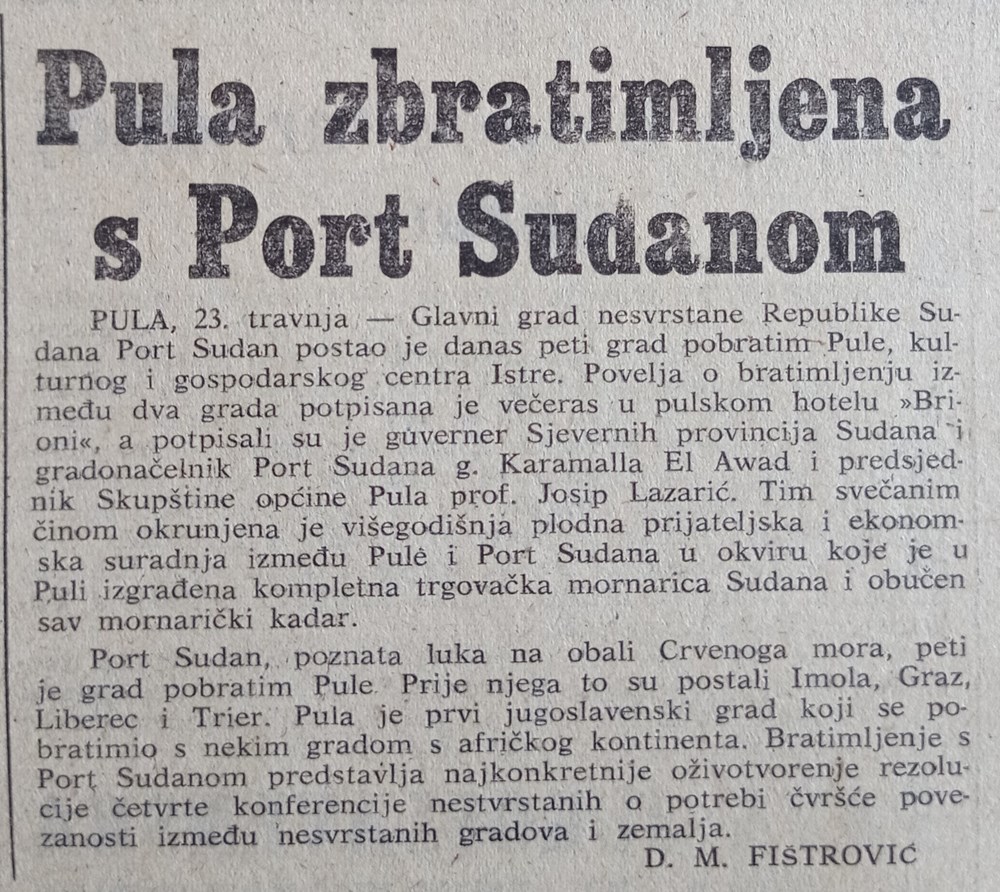 Pula zbratimljena
s Port Sudanom
PULA, 23. travnja — Glavni grad nesvrstane Republike Su-
dana Port Sudan postao je danas peti grad pobratim Pule, kul-
turnog i gospodarskog centra Istre. Povelja o bratimljenju iz-
među dva grada potpisana je večeras u pulskom hotelu »Bri-
oni«, a potpisali su je guverner Sjevernih provincija Sudana i
gradonačelnik Port Sudana g. Karamalla El Awad i predsjed-
nik Skupštine općine Pula prof. Josip Lazarić. Tim svečanim
činom okrunjena je višegodišnja plodna prijateljska i ekonom-
ska suradnja između Pule i Port Sudana u okviru koje je u
Puli izgrađena kompletna trgovačka mornarica Sudana i obučen
sav mornarički kadar.
Port Sudan, poznata luka na obali Crvenoga mora, peti
je grad pobratim Pule. Prije njega to su postali Imola, Graz,
Liberec i Trier. Pula je prvi jugoslavenski grad koji se po-
bratimio s nekim gradom s afričkog kontinenta. Bratimljenje s
Port Sudanom predstavlja najkonkretnije oživotvorenje rezolu-
cije četvrte konferencije nestvrstanih o potrebi čvršće pove-
zanosti između nesvrstanih gradova i zemalja.
D. M. FIŠTROVIĆ